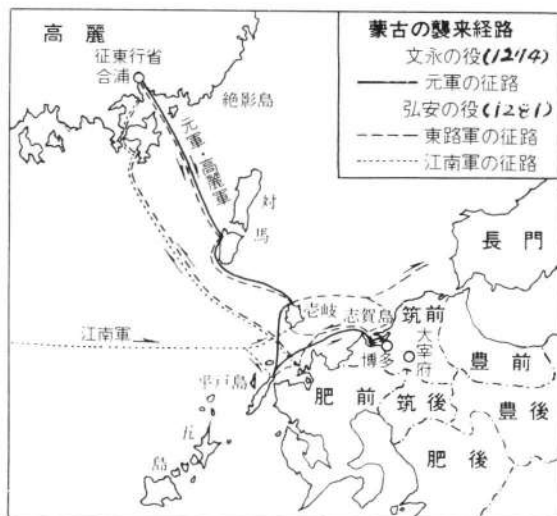 高麗
征東行省
合浦
絶影島
元軍・高麗軍
対馬
江南軍
壱岐
志賀島
博多
大宰府
平戸島
五島
長門
筑前
豊前
肥前
筑後
豊後
肥後
蒙古の襲来経路
文永の役(1274)
元軍の征路
弘安の役(1281)
東路軍の征路
江南軍の征路